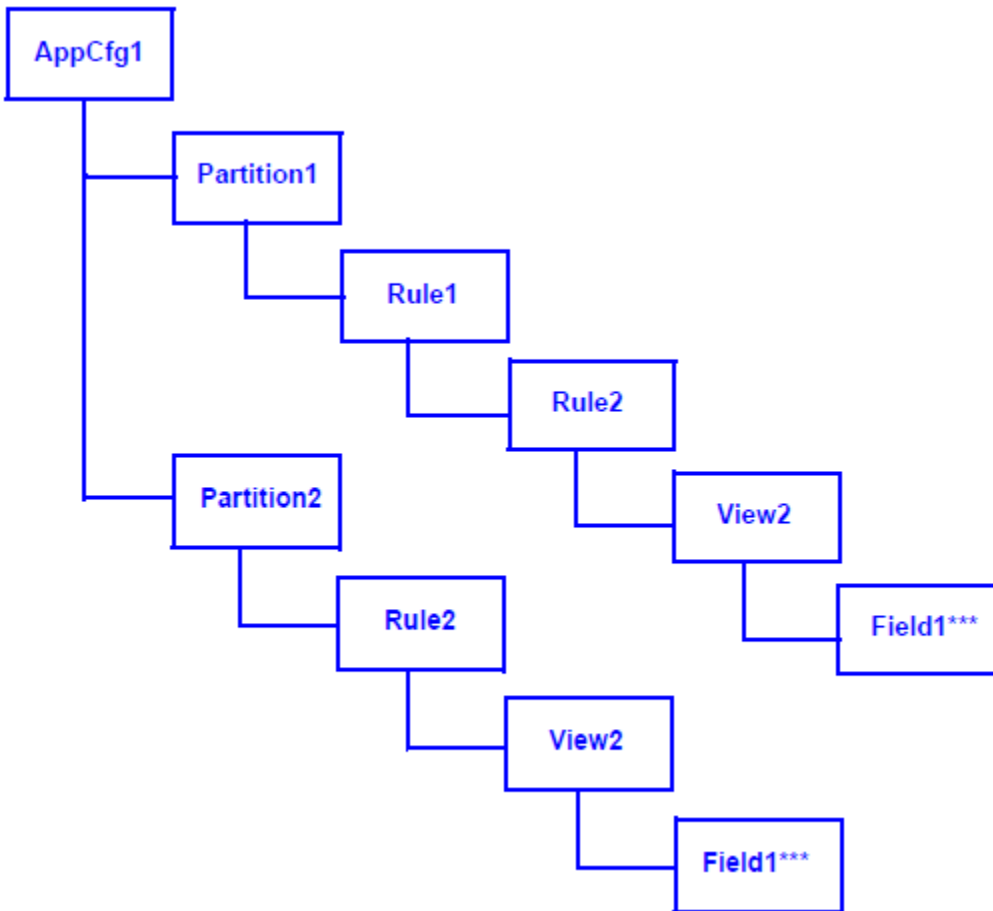 AppCfg1
Partition1
Rule1
Rule2
Partition2
View2
Rule2
Field1***
View2
Field1***